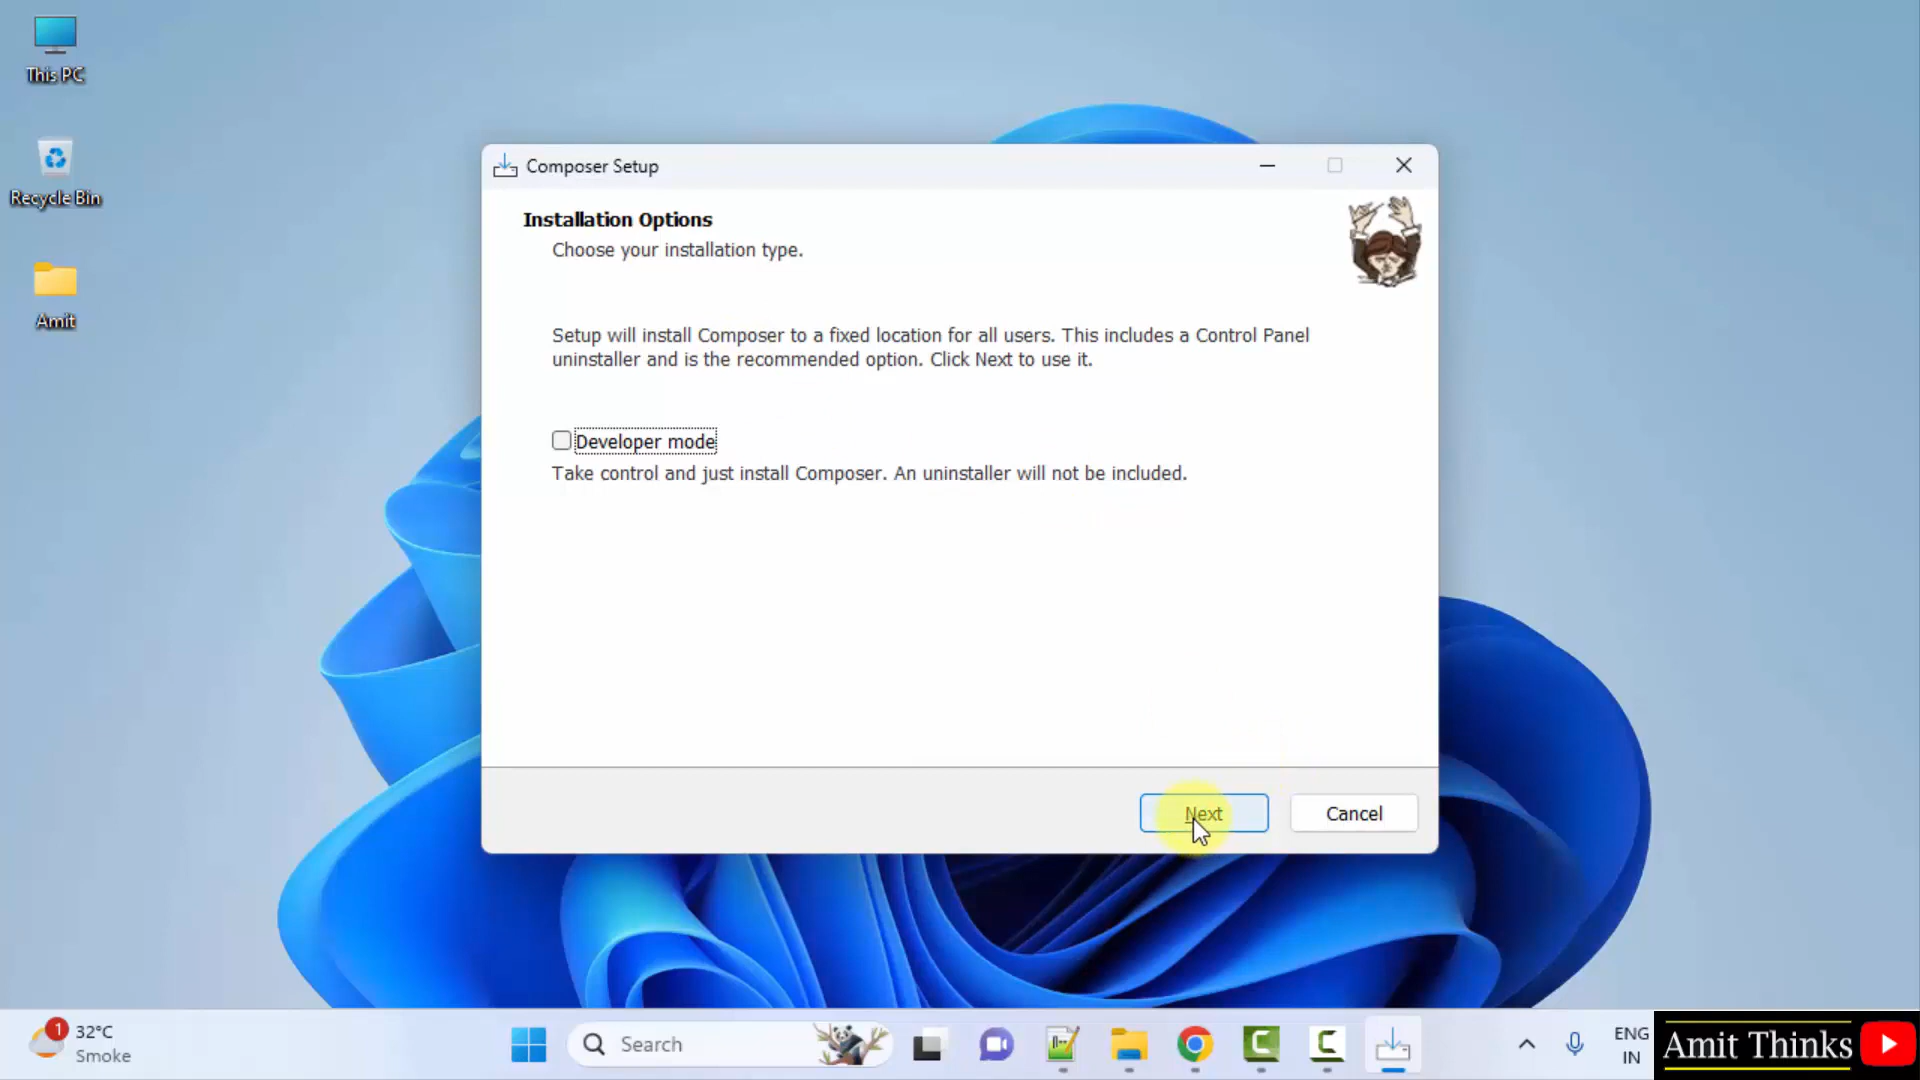 This PC
Recycle Bin
Amit
Composer Setup
Installation Options
Choose your installation type.
Setup will install Composer to a fixed location for all users. This includes a Control Panel
uninstaller and is the recommended option. Click Next to use it.
Developer mode
Take control and just install Composer. An uninstaller will not be included.
Next
Cancel
1
32°C
Smoke
Search
ENG
IN
Amit Thinks